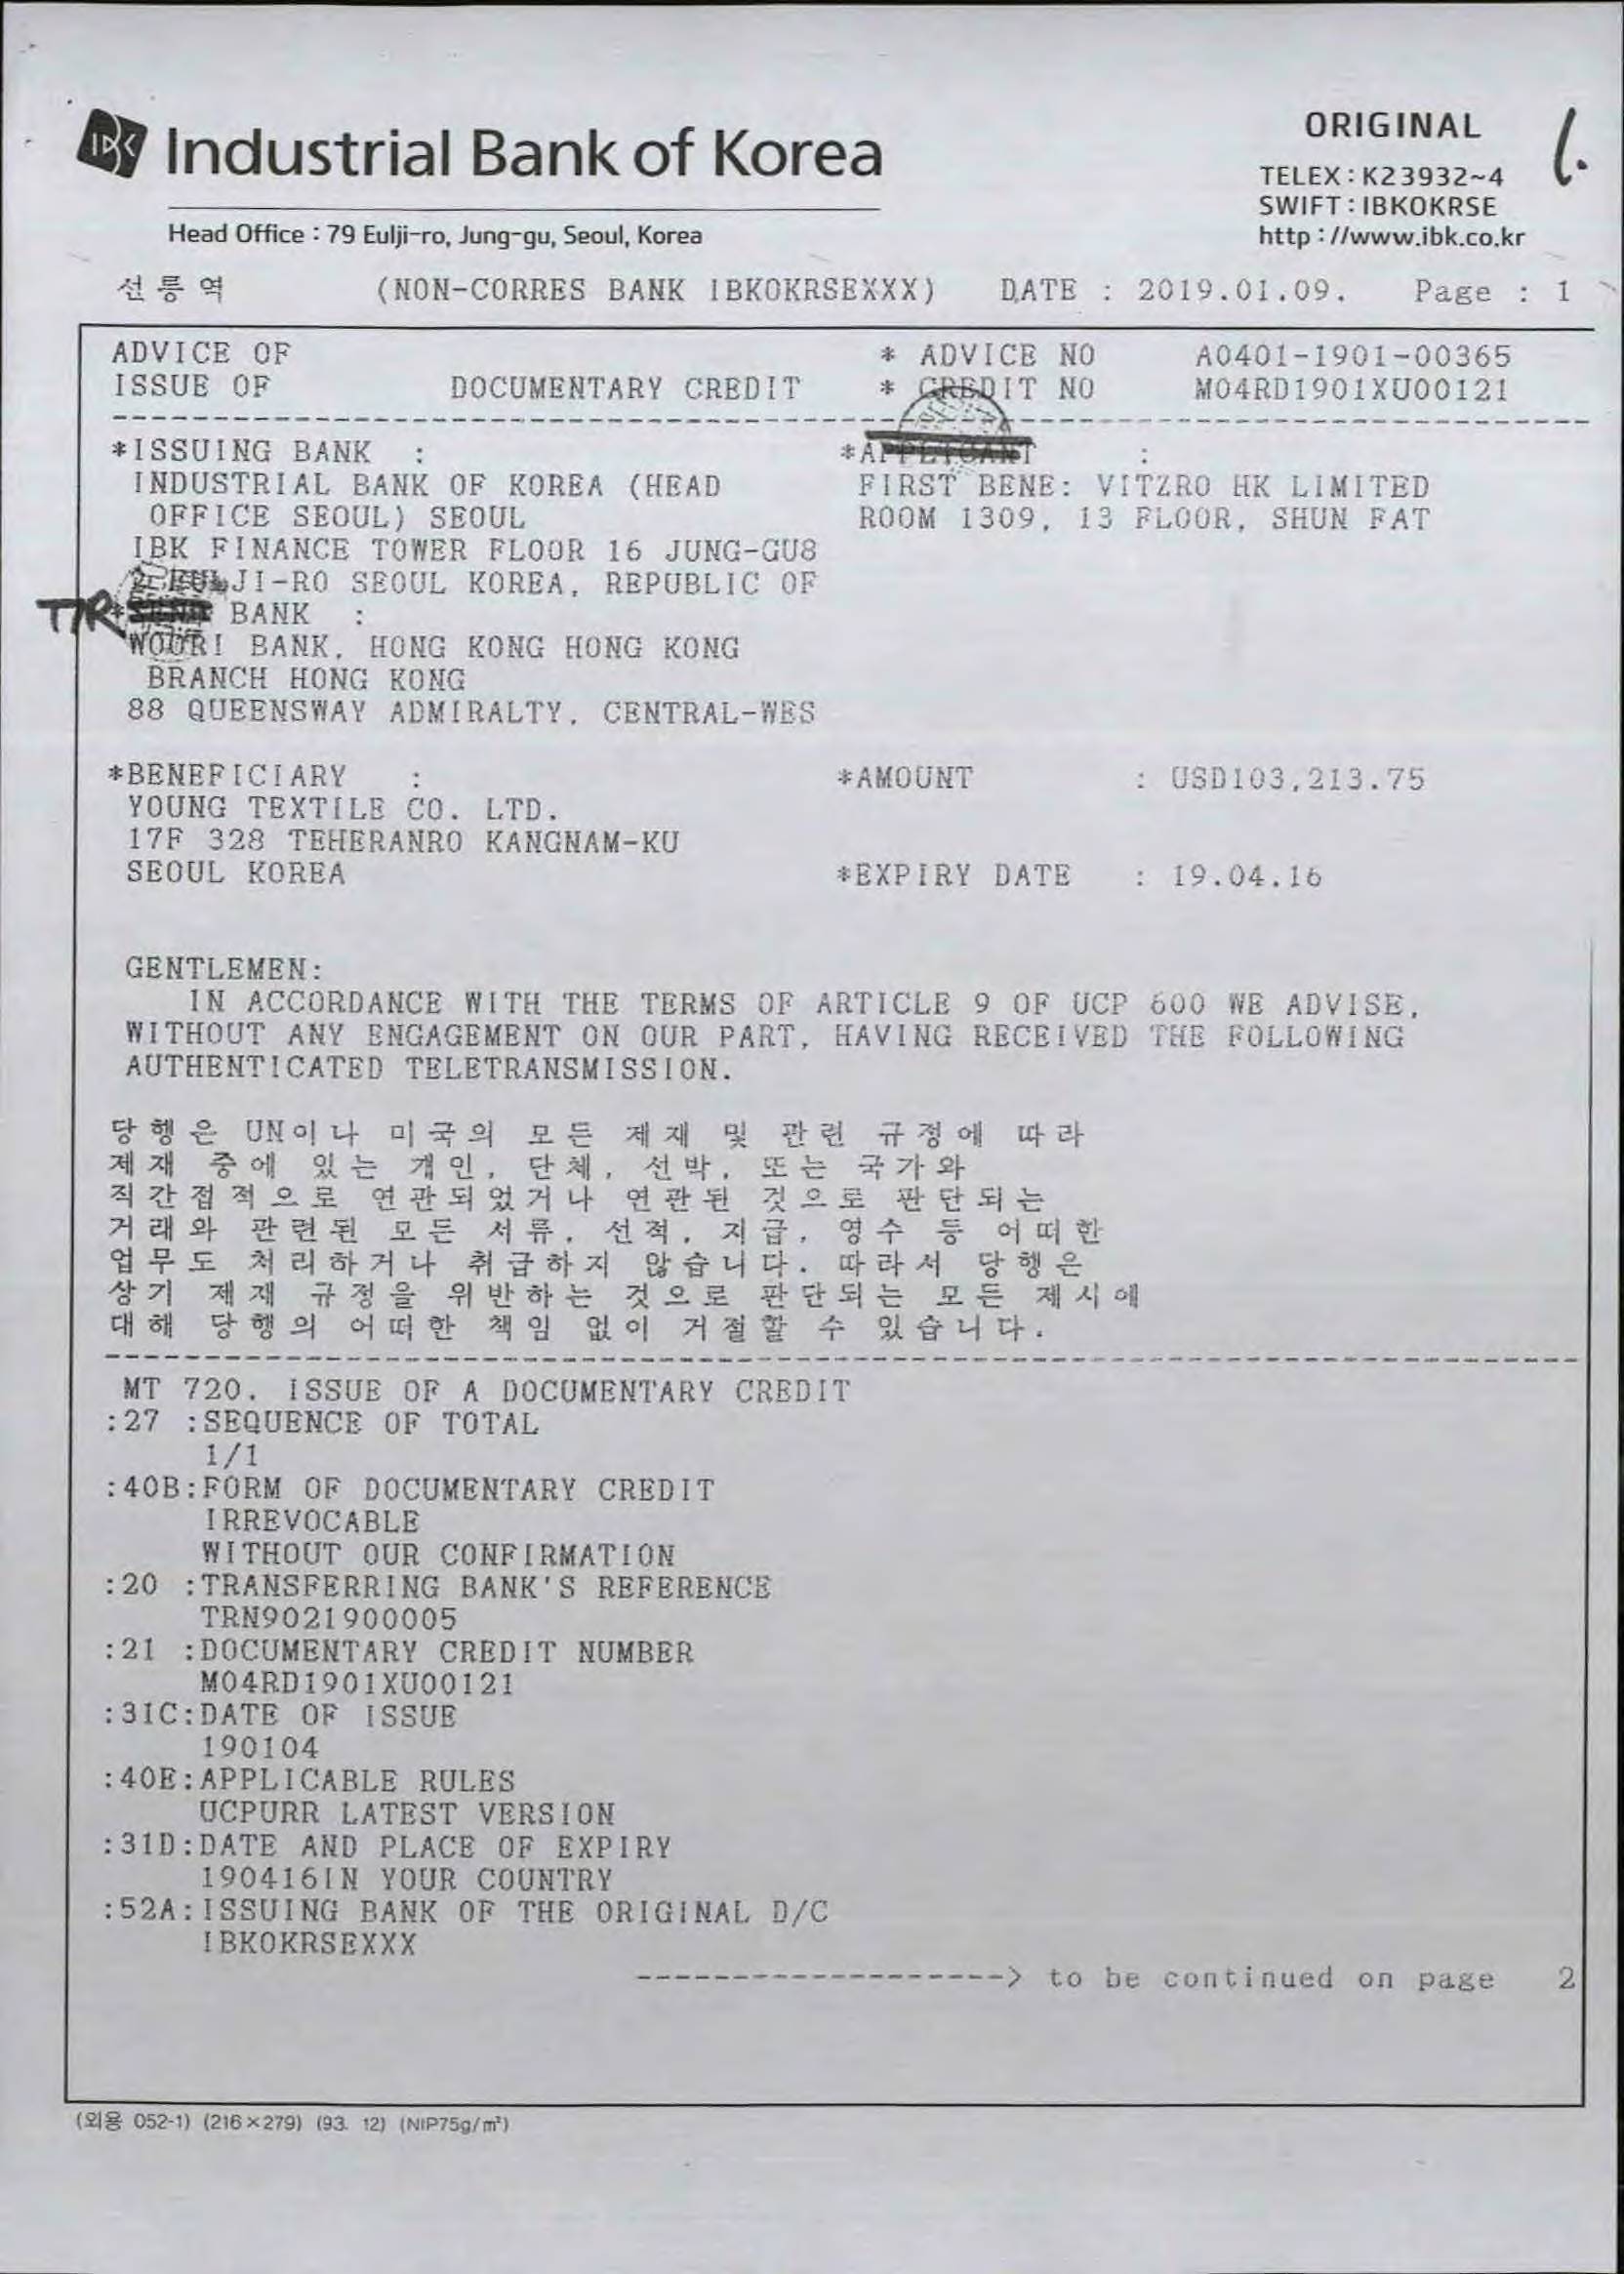 IBK Industrial Bank of Korea
ORIGINAL
1.
TELEX : K23932~4
SWIFT : IBKOKRSE
http : //www.ibk.co.kr
Head Office : 79 Eulji-ro, Jung-gu, Seoul, Korea
선릉역 (NON-CORRES BANK IBKOKRSEXXX) DATE : 2019.01.09. Page : 1
ADVICE OF * ADVICE NO A0401-1901-00365
ISSUE OF DOCUMENTARY CREDIT * CREDIT NO M04RD1901XU00121
*ISSUING BANK : *APPLICANT :
INDUSTRIAL BANK OF KOREA (HEAD FIRST BENE: VITZRO HK LIMITED
OFFICE SEOUL) SEOUL ROOM 1309, 13 FLOOR, SHUN FAT
IBK FINANCE TOWER FLOOR 16 JUNG-GU8
2 EULJI-RO SEOUL KOREA, REPUBLIC OF
T/R * BANK :
WOORI BANK, HONG KONG HONG KONG
BRANCH HONG KONG
88 QUEENSWAY ADMIRALTY, CENTRAL-WES
*BENEFICIARY : *AMOUNT : USD103,213.75
YOUNG TEXTILE CO. LTD.
17F 328 TEHERANRO KANGNAM-KU
SEOUL KOREA *EXPIRY DATE : 19.04.16
GENTLEMEN:
IN ACCORDANCE WITH THE TERMS OF ARTICLE 9 OF UCP 600 WE ADVISE,
WITHOUT ANY ENGAGEMENT ON OUR PART, HAVING RECEIVED THE FOLLOWING
AUTHENTICATED TELETRANSMISSION.
당행은 UN이나 미국의 모든 제재 및 관련 규정에 따라
제재 중에 있는 개인, 단체, 선박, 또는 국가와
직간접적으로 연관되었거나 연관된 것으로 판단되는
거래와 관련된 모든 서류, 선적, 지급, 영수 등 어떠한
업무도 처리하거나 취급하지 않습니다. 따라서 당행은
상기 제재 규정을 위반하는 것으로 판단되는 모든 제시에
대해 당행의 어떠한 책임 없이 거절할 수 있습니다.
MT 720. ISSUE OF A DOCUMENTARY CREDIT
:27 :SEQUENCE OF TOTAL
1/1
:40B:FORM OF DOCUMENTARY CREDIT
IRREVOCABLE
WITHOUT OUR CONFIRMATION
:20 :TRANSFERRING BANK'S REFERENCE
TRN9021900005
:21 :DOCUMENTARY CREDIT NUMBER
M04RD1901XU00121
:31C:DATE OF ISSUE
190104
:40E:APPLICABLE RULES
UCPURR LATEST VERSION
:31D:DATE AND PLACE OF EXPIRY
190416IN YOUR COUNTRY
:52A:ISSUING BANK OF THE ORIGINAL D/C
IBKOKRSEXXX
-------------------> to be continued on page 2
(외용 052-1) (216×279) (93. 12) (NIP75g/㎡)